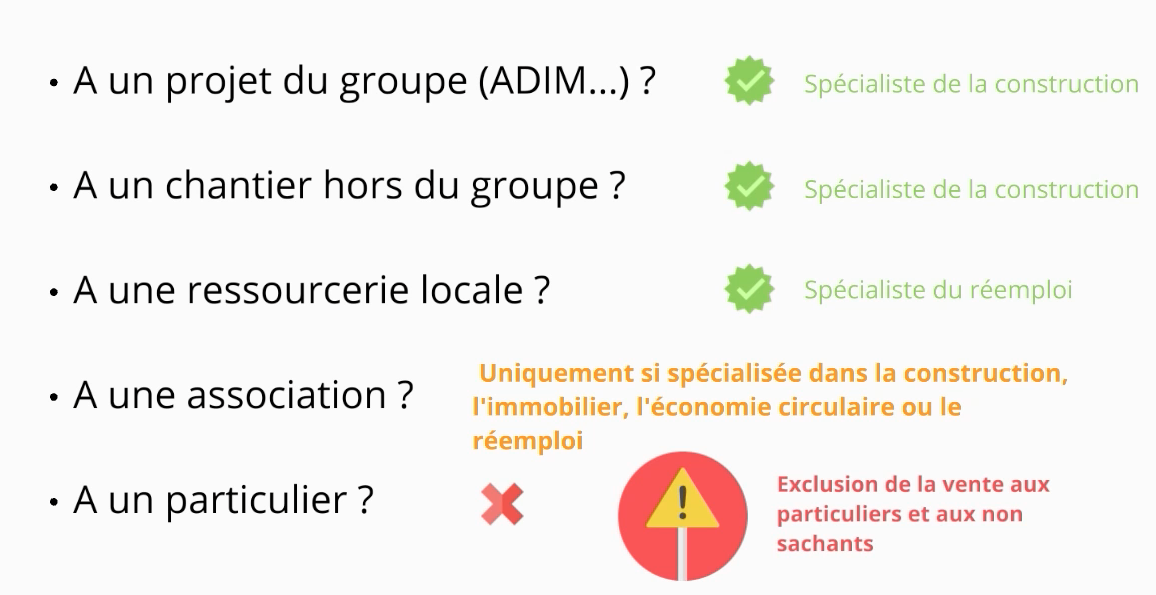 • A un projet du groupe (ADIM...) ?
Spécialiste de la construction
• A un chantier hors du groupe ?
Spécialiste de la construction
• A une ressourcerie locale ?
Spécialiste du réemploi
• A une association ?
Uniquement si spécialisée dans la construction,
l'immobilier, l'économie circulaire ou le
réemploi
• A un particulier ?
!
Exclusion de la vente aux
particuliers et aux non
sachants